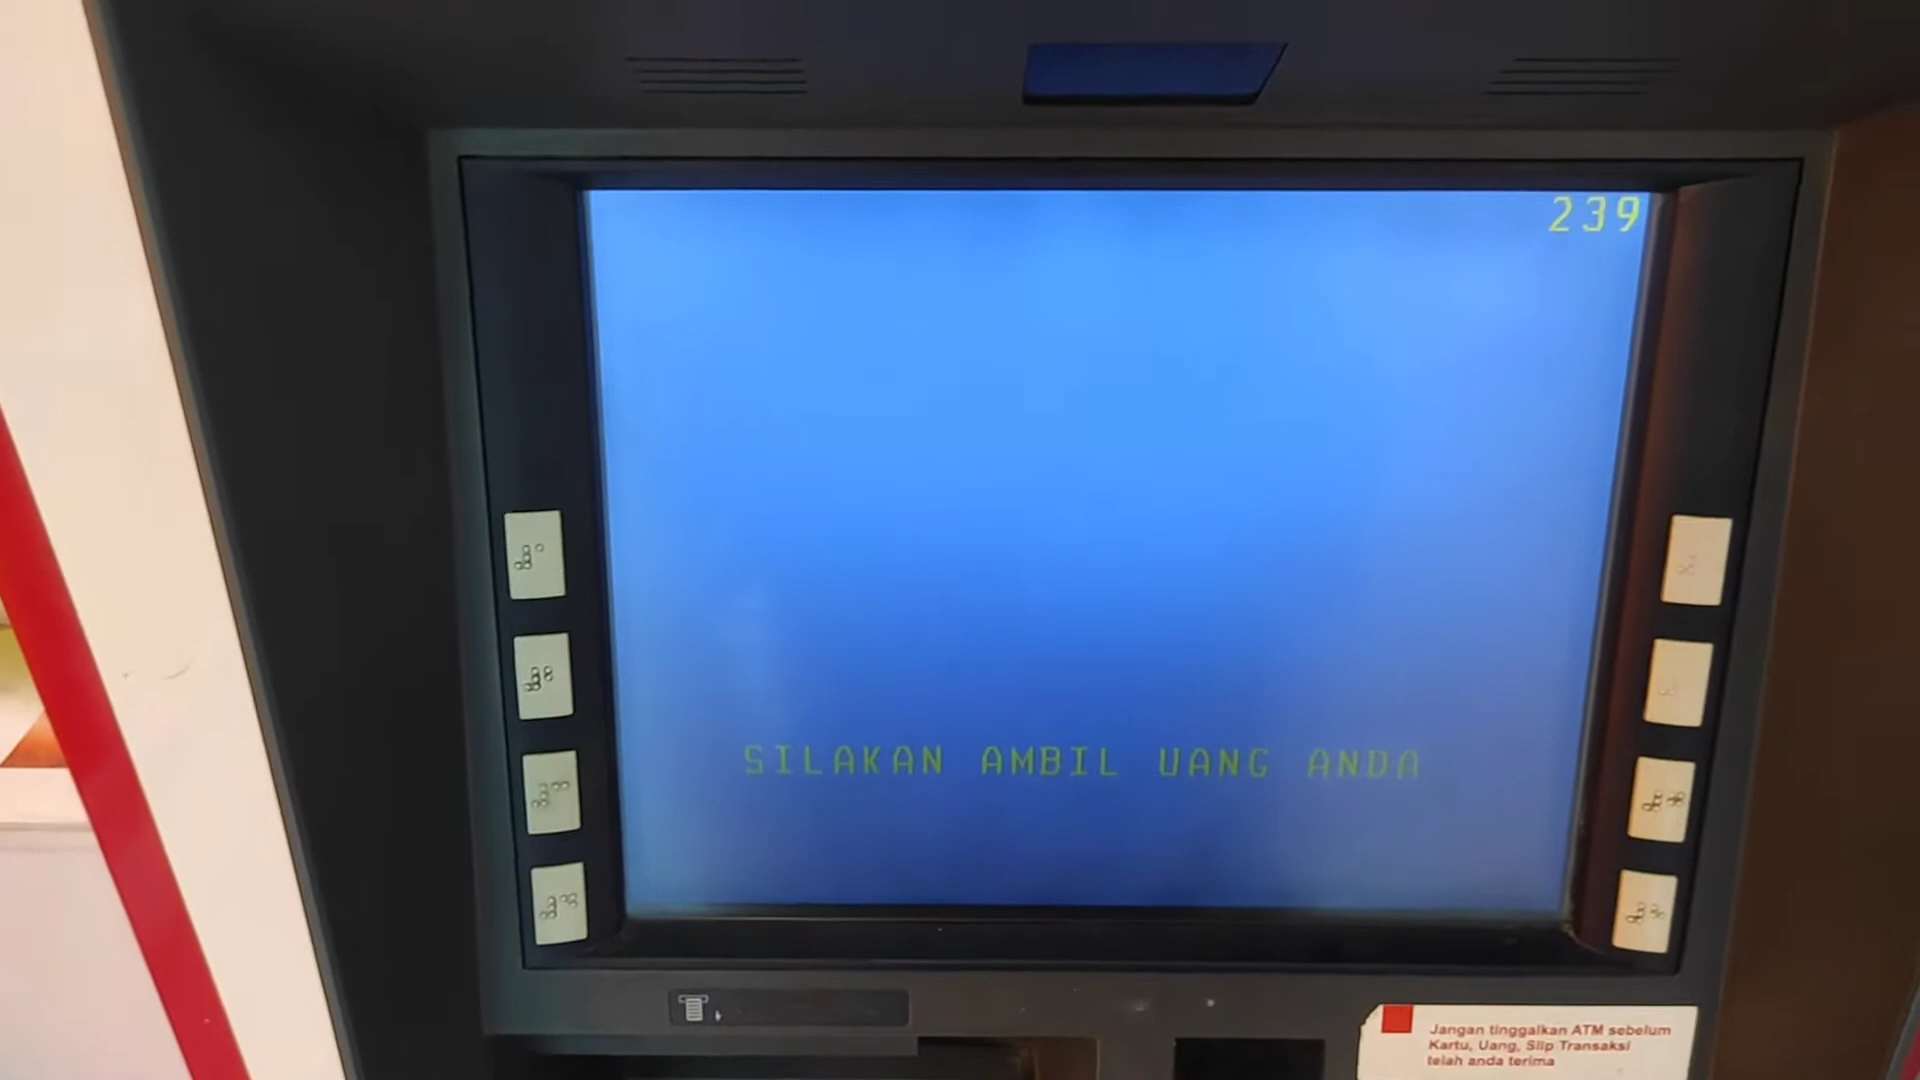 239
SILAKAN AMBIL UANG ANDA
Jangan tinggalkan ATM sebelum
Kartu, Uang, Slip Transaksi
telah anda terima